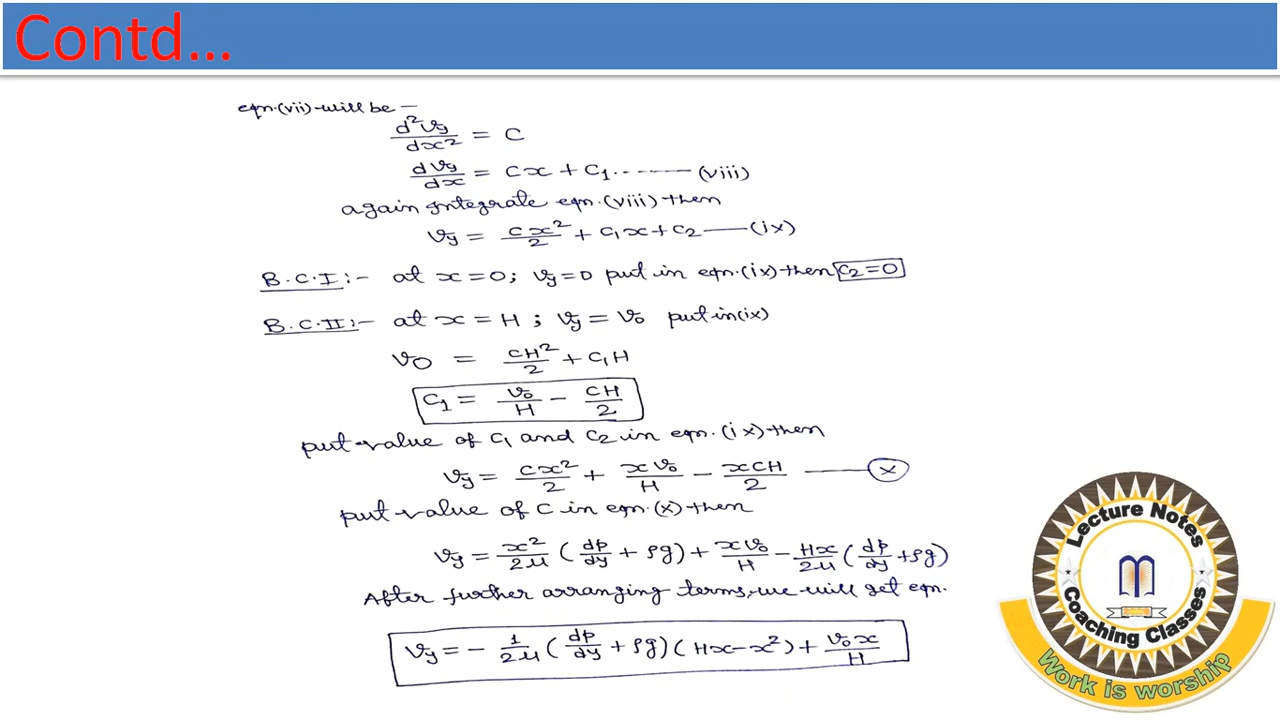 Contd...
eqn.(vii) will be —
d²vy/dx² = C
dvy/dx = Cx + C1 ........ (viii)
again Integrate eqn.(viii) then
vy = Cx²/2 + C1x + C2 —— (ix)
B.C.I :- at x=0; vy=0 put in eqn.(ix) then C2=0
B.C.II :- at x = H ; vy = v0 put in (ix)
v0 = CH²/2 + C1H
C1 = v0/H - CH/2
put value of C1 and C2 in eqn.(ix) then
vy = Cx²/2 + xv0/H - xCH/2 —— (x)
put value of C in eqn.(x) then
vy = x²/2μ (dp/dy + ρg) + xv0/H - Hx/2μ (dp/dy + ρg)
After further arranging terms, we will get eqn.
vy = - 1/2μ (dp/dy + ρg) (Hx - x²) + v0x/H
Lecture Notes
Coaching Classes
Work is worship